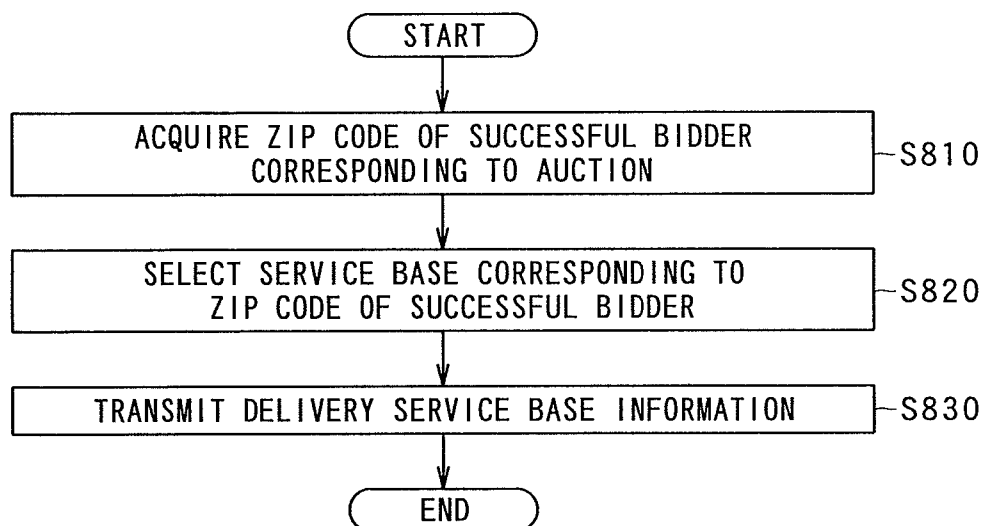 START
ACQUIRE ZIP CODE OF SUCCESSFUL BIDDER
CORRESPONDING TO AUCTION
S810
SELECT SERVICE BASE CORRESPONDING TO
ZIP CODE OF SUCCESSFUL BIDDER
S820
TRANSMIT DELIVERY SERVICE BASE INFORMATION
S830
END